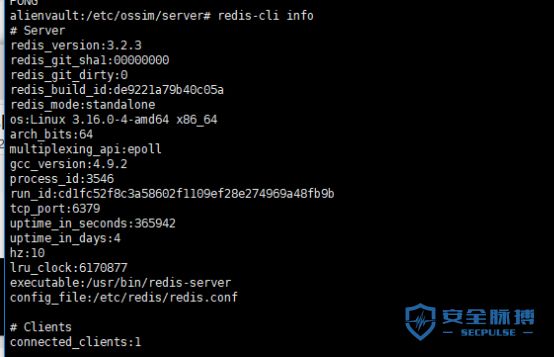 PONG
alienvault:/etc/ossim/server# redis-cli info
# Server
redis_version:3.2.3
redis_git_sha1:00000000
redis_git_dirty:0
redis_build_id:de9221a79b40c05a
redis_mode:standalone
os:Linux 3.16.0-4-amd64 x86_64
arch_bits:64
multiplexing_api:epoll
gcc_version:4.9.2
process_id:3546
run_id:cd1fc52f8c3a58602f1109ef28e274969a48fb9b
tcp_port:6379
uptime_in_seconds:365942
uptime_in_days:4
hz:10
lru_clock:6170877
executable:/usr/bin/redis-server
config_file:/etc/redis/redis.conf
# Clients
connected_clients:1
安全脉搏
SECPULSE